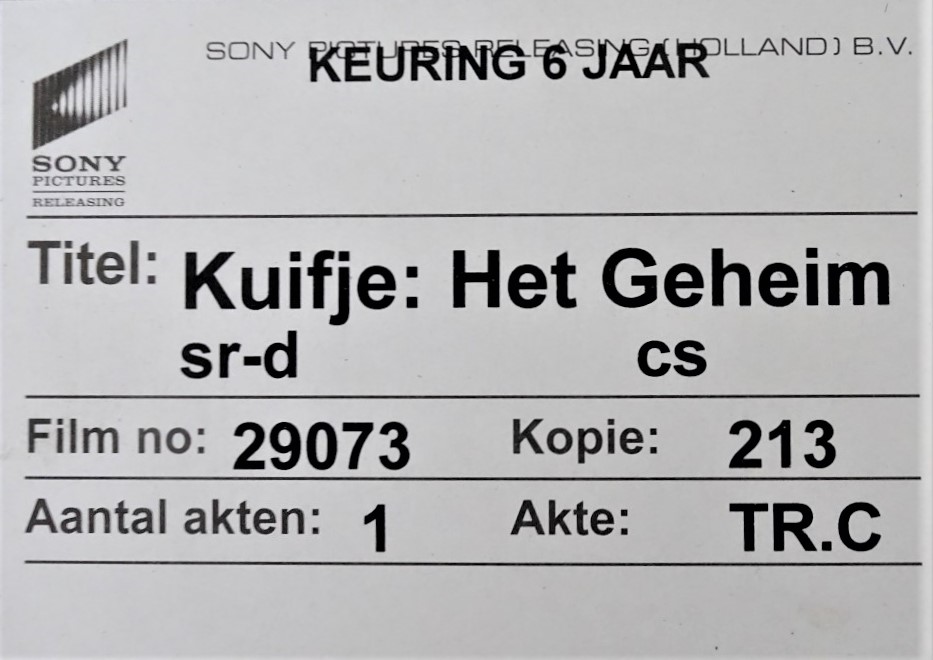 SONY PICTURES RELEASING (HOLLAND) B.V.
KEURING 6 JAAR
SONY
PICTURES
RELEASING
Titel: Kuifje: Het Geheim
sr-d cs
Film no: 29073 Kopie: 213
Aantal akten: 1 Akte: TR.C